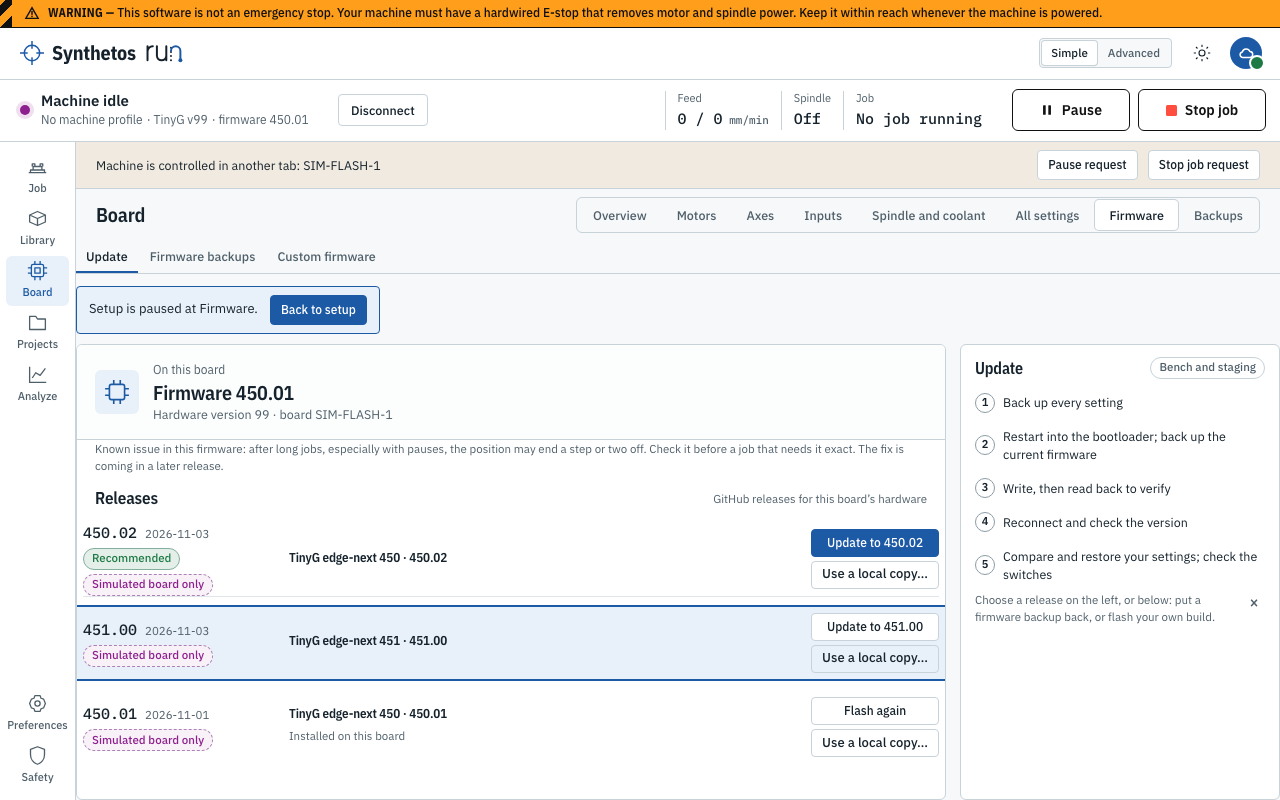 WARNING — This software is not an emergency stop. Your machine must have a hardwired E-stop that removes motor and spindle power. Keep it within reach whenever the machine is powered.
Synthetos run
Simple
Advanced
Machine idle
No machine profile · TinyG v99 · firmware 450.01
Disconnect
Feed
0 / 0 mm/min
Spindle
Off
Job
No job running
Pause
Stop job
Job
Library
Board
Projects
Analyze
Preferences
Safety
Machine is controlled in another tab: SIM-FLASH-1
Pause request
Stop job request
Board
Overview
Motors
Axes
Inputs
Spindle and coolant
All settings
Firmware
Backups
Update
Firmware backups
Custom firmware
Setup is paused at Firmware.
Back to setup
On this board
Firmware 450.01
Hardware version 99 · board SIM-FLASH-1
Known issue in this firmware: after long jobs, especially with pauses, the position may end a step or two off. Check it before a job that needs it exact. The fix is
coming in a later release.
Releases
GitHub releases for this board's hardware
450.02 2026-11-03
Recommended
Simulated board only
TinyG edge-next 450 · 450.02
Update to 450.02
Use a local copy...
451.00 2026-11-03
Simulated board only
TinyG edge-next 451 · 451.00
Update to 451.00
Use a local copy...
450.01 2026-11-01
Simulated board only
TinyG edge-next 450 · 450.01
Installed on this board
Flash again
Use a local copy...
Update
Bench and staging
1 Back up every setting
2 Restart into the bootloader; back up the
current firmware
3 Write, then read back to verify
4 Reconnect and check the version
5 Compare and restore your settings; check the
switches
Choose a release on the left, or below: put a
firmware backup back, or flash your own build.
×